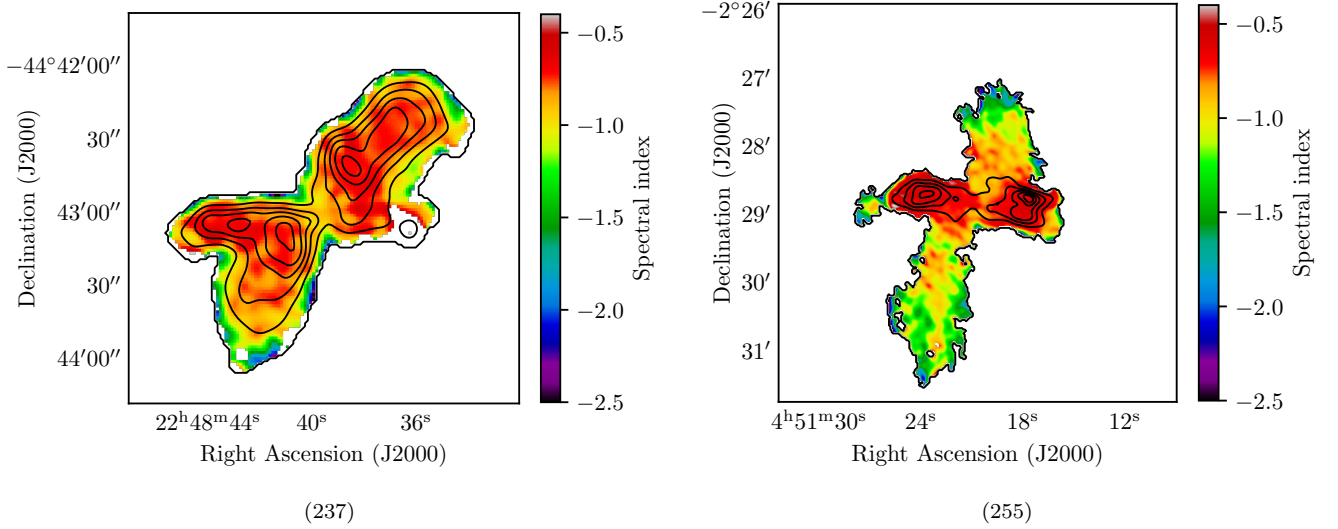 −44°42′00″
30″
43′00″
30″
44′00″
Declination (J2000)
22ʰ48ᵐ44ˢ 40ˢ 36ˢ
Right Ascension (J2000)
−0.5
−1.0
−1.5
−2.0
−2.5
Spectral index
(237)
−2°26′
27′
28′
29′
30′
31′
Declination (J2000)
4ʰ51ᵐ30ˢ 24ˢ 18ˢ 12ˢ
Right Ascension (J2000)
−0.5
−1.0
−1.5
−2.0
−2.5
Spectral index
(255)